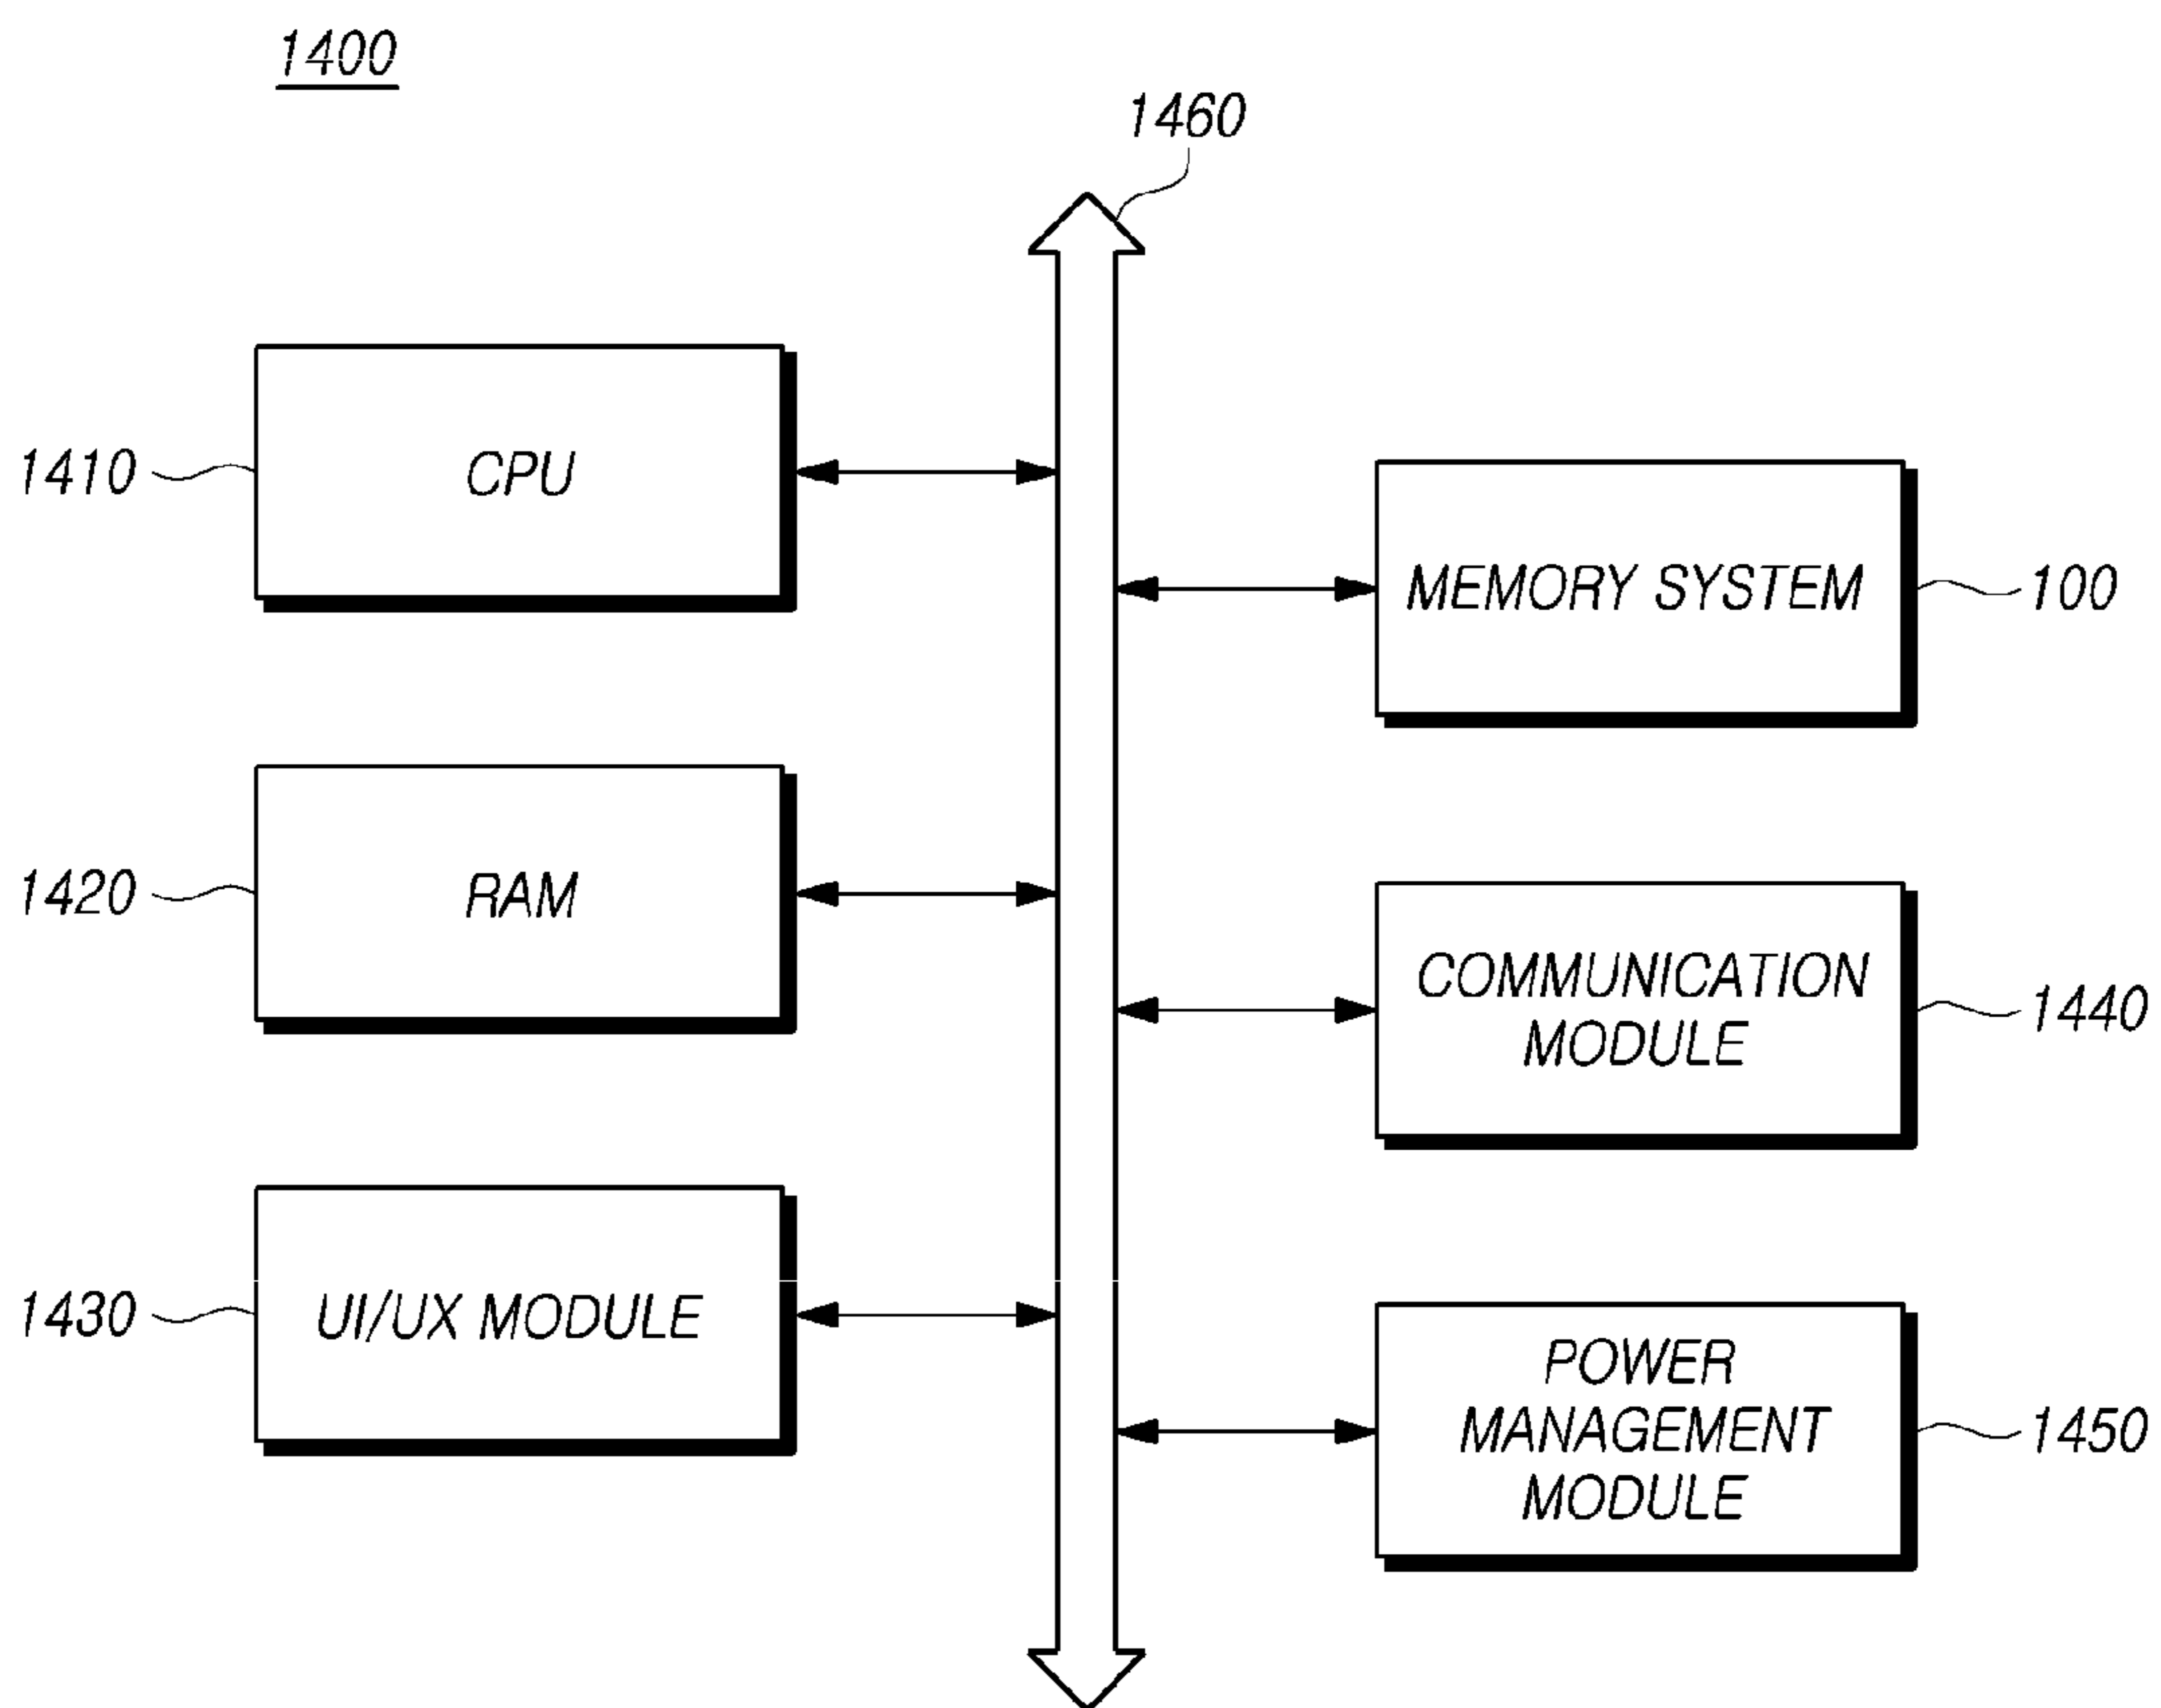 1400
1460
1410
CPU
MEMORY SYSTEM
100
1420
RAM
COMMUNICATION
MODULE
1440
1430
UI/UX MODULE
POWER
MANAGEMENT
MODULE
1450